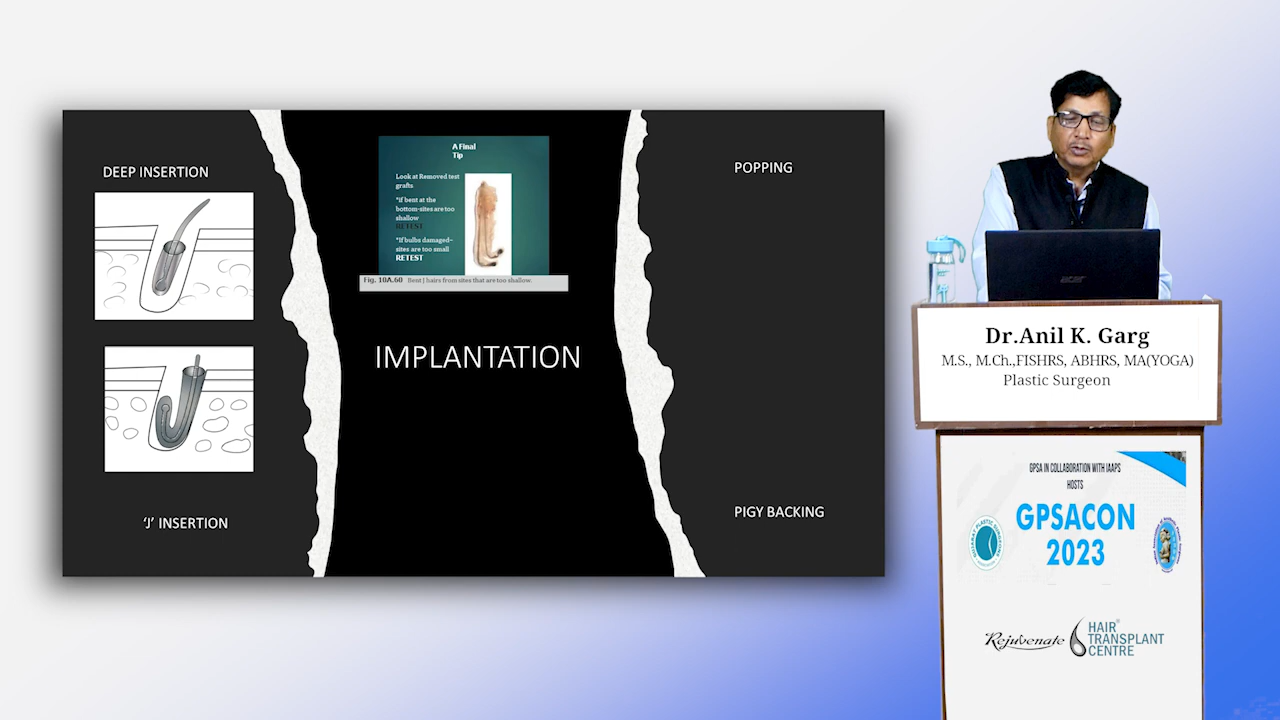 DEEP INSERTION
'J' INSERTION
A Final
Tip
Look at Removed test
grafts
*If bent at the
bottom-sites are too
shallow
RETEST
*If bulbs damaged–
sites are too small
RETEST
Fig. 10A.60 Bent J hairs from sites that are too shallow.
IMPLANTATION
POPPING
PIGY BACKING
acer
Dr.Anil K. Garg
M.S., M.Ch.,FISHRS, ABHRS, MA(YOGA)
Plastic Surgeon
GPSA IN COLLABORATION WITH IAAPS
HOSTS
GPSACON
2023
Rejuvenate
HAIR
TRANSPLANT
CENTRE